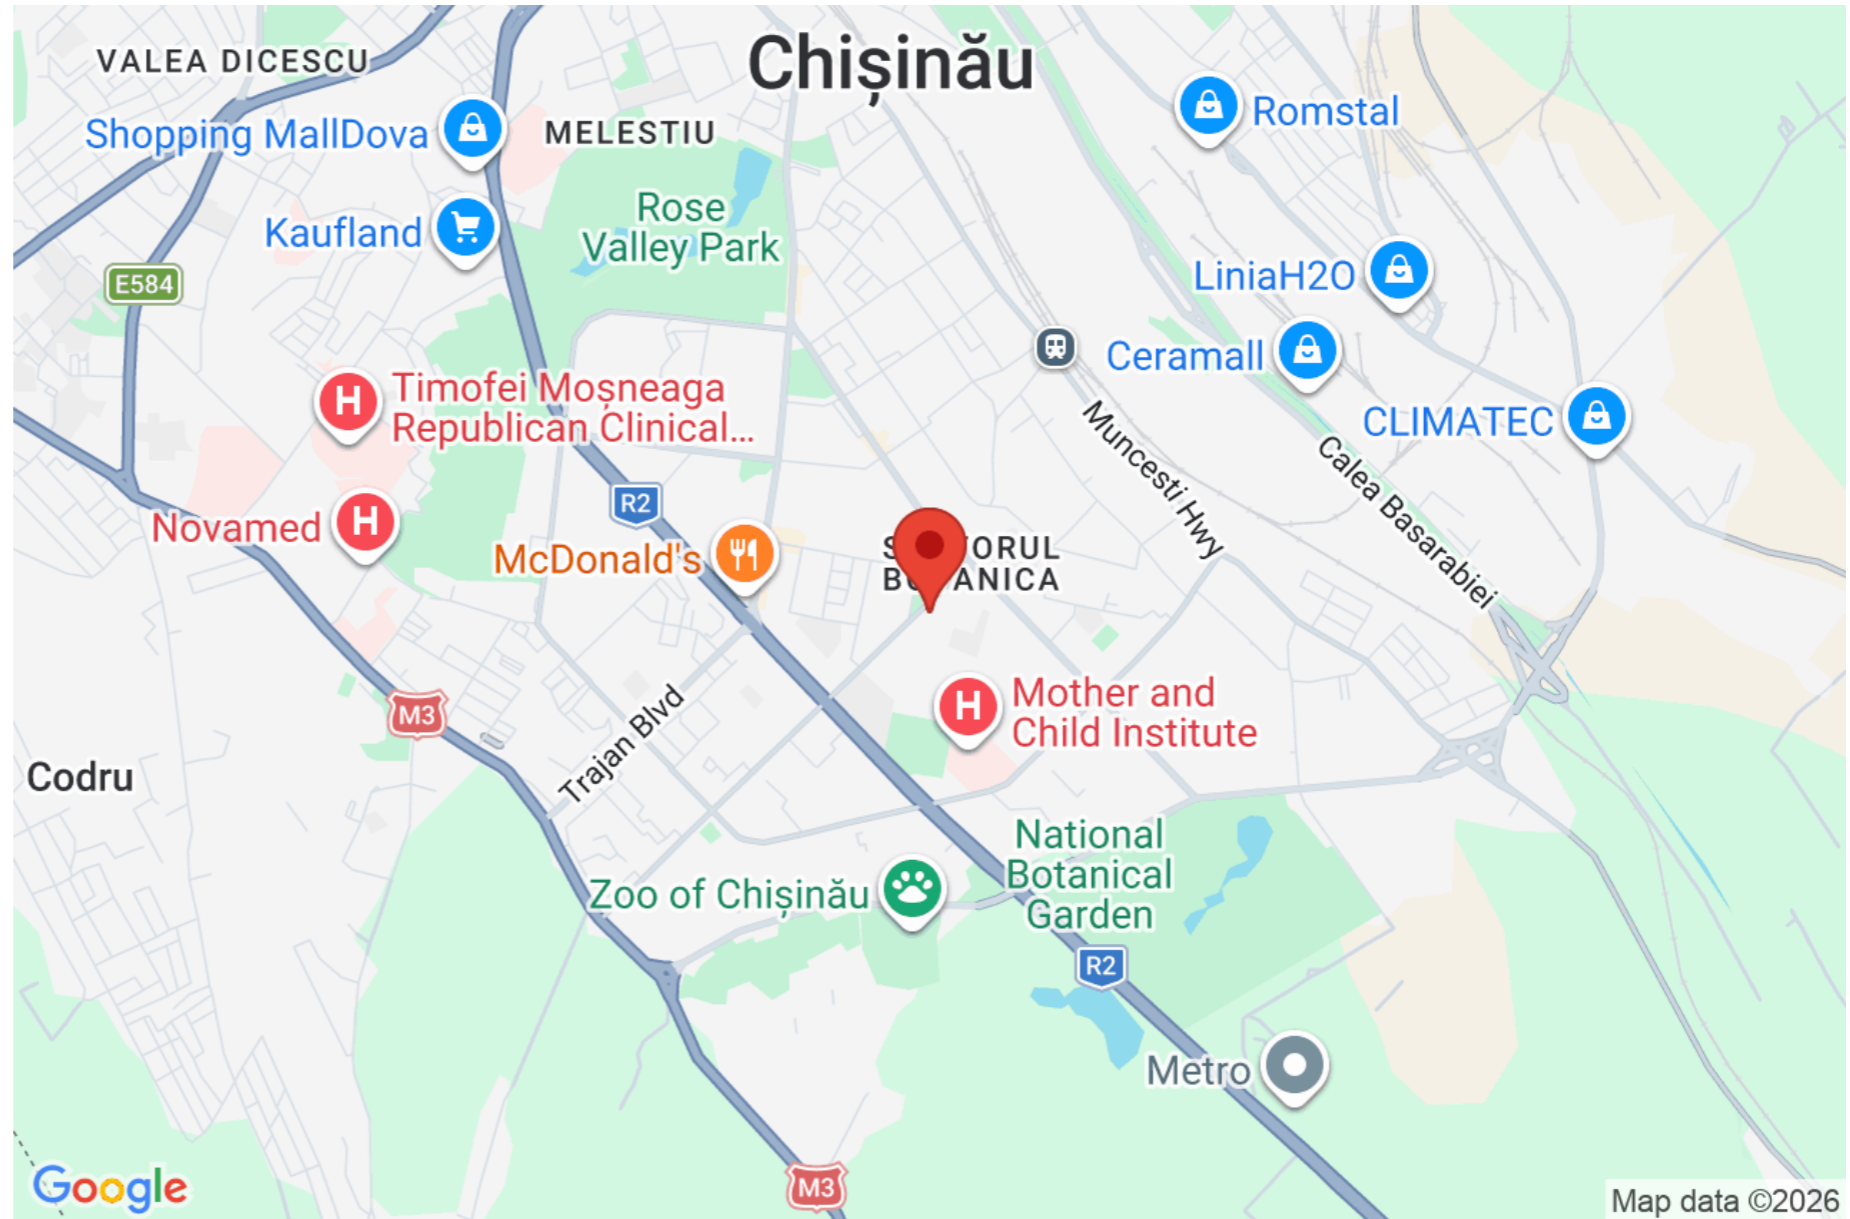 Chișinău
VALEA DICESCU
Shopping MallDova
MELESTIU
Romstal
Rose
Valley Park
Kaufland
E584
LiniaH2O
Ceramall
Timofei Moșneaga
Republican Clinical...
CLIMATEC
Muncesti Hwy
Calea Basarabiei
R2
Novamed
McDonald's
Mother and
Child Institute
M3
Trajan Blvd
Codru
National
Botanical
Garden
Zoo of Chișinău
R2
Metro
M3
Google
Map data ©2026